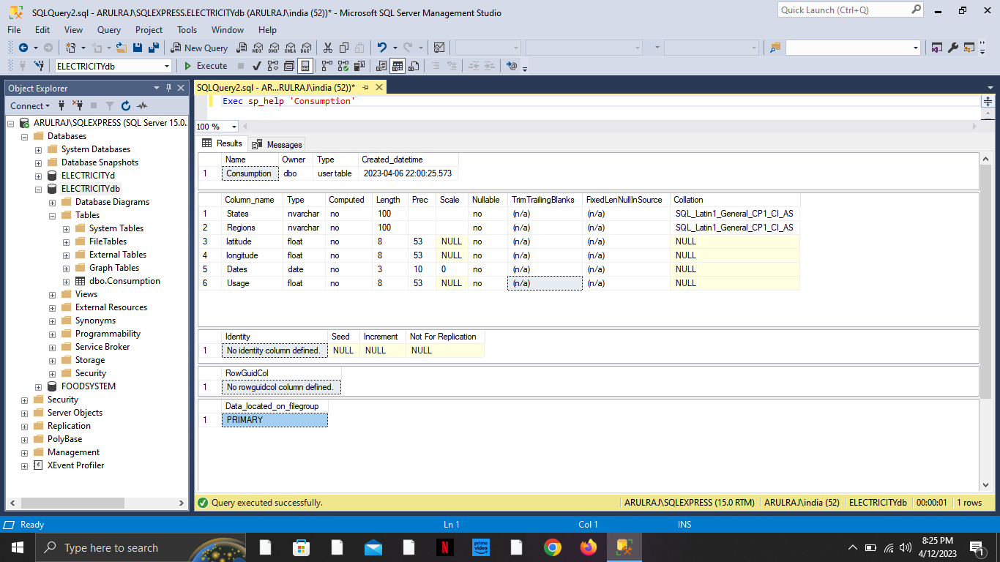 SQLQuery2.sql - ARULRAJ\SQLEXPRESS.ELECTRICITYdb (ARULRAJ\india (52))* - Microsoft SQL Server Management Studio
Quick Launch (Ctrl+Q)
File Edit View Query Project Tools Window Help
New Query MDX DMX XMLA DAX
ELECTRICITYdb Execute
Object Explorer
Connect
ARULRAJ\SQLEXPRESS (SQL Server 15.0..
Databases
System Databases
Database Snapshots
ELECTRICITYd
ELECTRICITYdb
Database Diagrams
Tables
System Tables
FileTables
External Tables
Graph Tables
dbo.Consumption
Views
External Resources
Synonyms
Programmability
Service Broker
Storage
Security
FOODSYSTEM
Security
Server Objects
Replication
PolyBase
Management
XEvent Profiler
SQLQuery2.sql - AR...RULRAJ\india (52))*
Exec sp_help 'Consumption'
100 %
Results Messages
Name Owner Type Created_datetime
1 Consumption dbo user table 2023-04-06 22:00:25.573
Column_name Type Computed Length Prec Scale Nullable TrimTrailingBlanks FixedLenNullInSource Collation
1 States nvarchar no 100 no (n/a) (n/a) SQL_Latin1_General_CP1_CI_AS
2 Regions nvarchar no 100 no (n/a) (n/a) SQL_Latin1_General_CP1_CI_AS
3 latitude float no 8 53 NULL no (n/a) (n/a) NULL
4 longitude float no 8 53 NULL no (n/a) (n/a) NULL
5 Dates date no 3 10 0 no (n/a) (n/a) NULL
6 Usage float no 8 53 NULL no (n/a) (n/a) NULL
Identity Seed Increment Not For Replication
1 No identity column defined. NULL NULL NULL
RowGuidCol
1 No rowguidcol column defined.
Data_located_on_filegroup
1 PRIMARY
Query executed successfully. ARULRAJ\SQLEXPRESS (15.0 RTM) ARULRAJ\india (52) ELECTRICITYdb 00:00:01 1 rows
Ready Ln 1 Col 1 INS
Type here to search
N
prime video
8:25 PM
4/12/2023
1